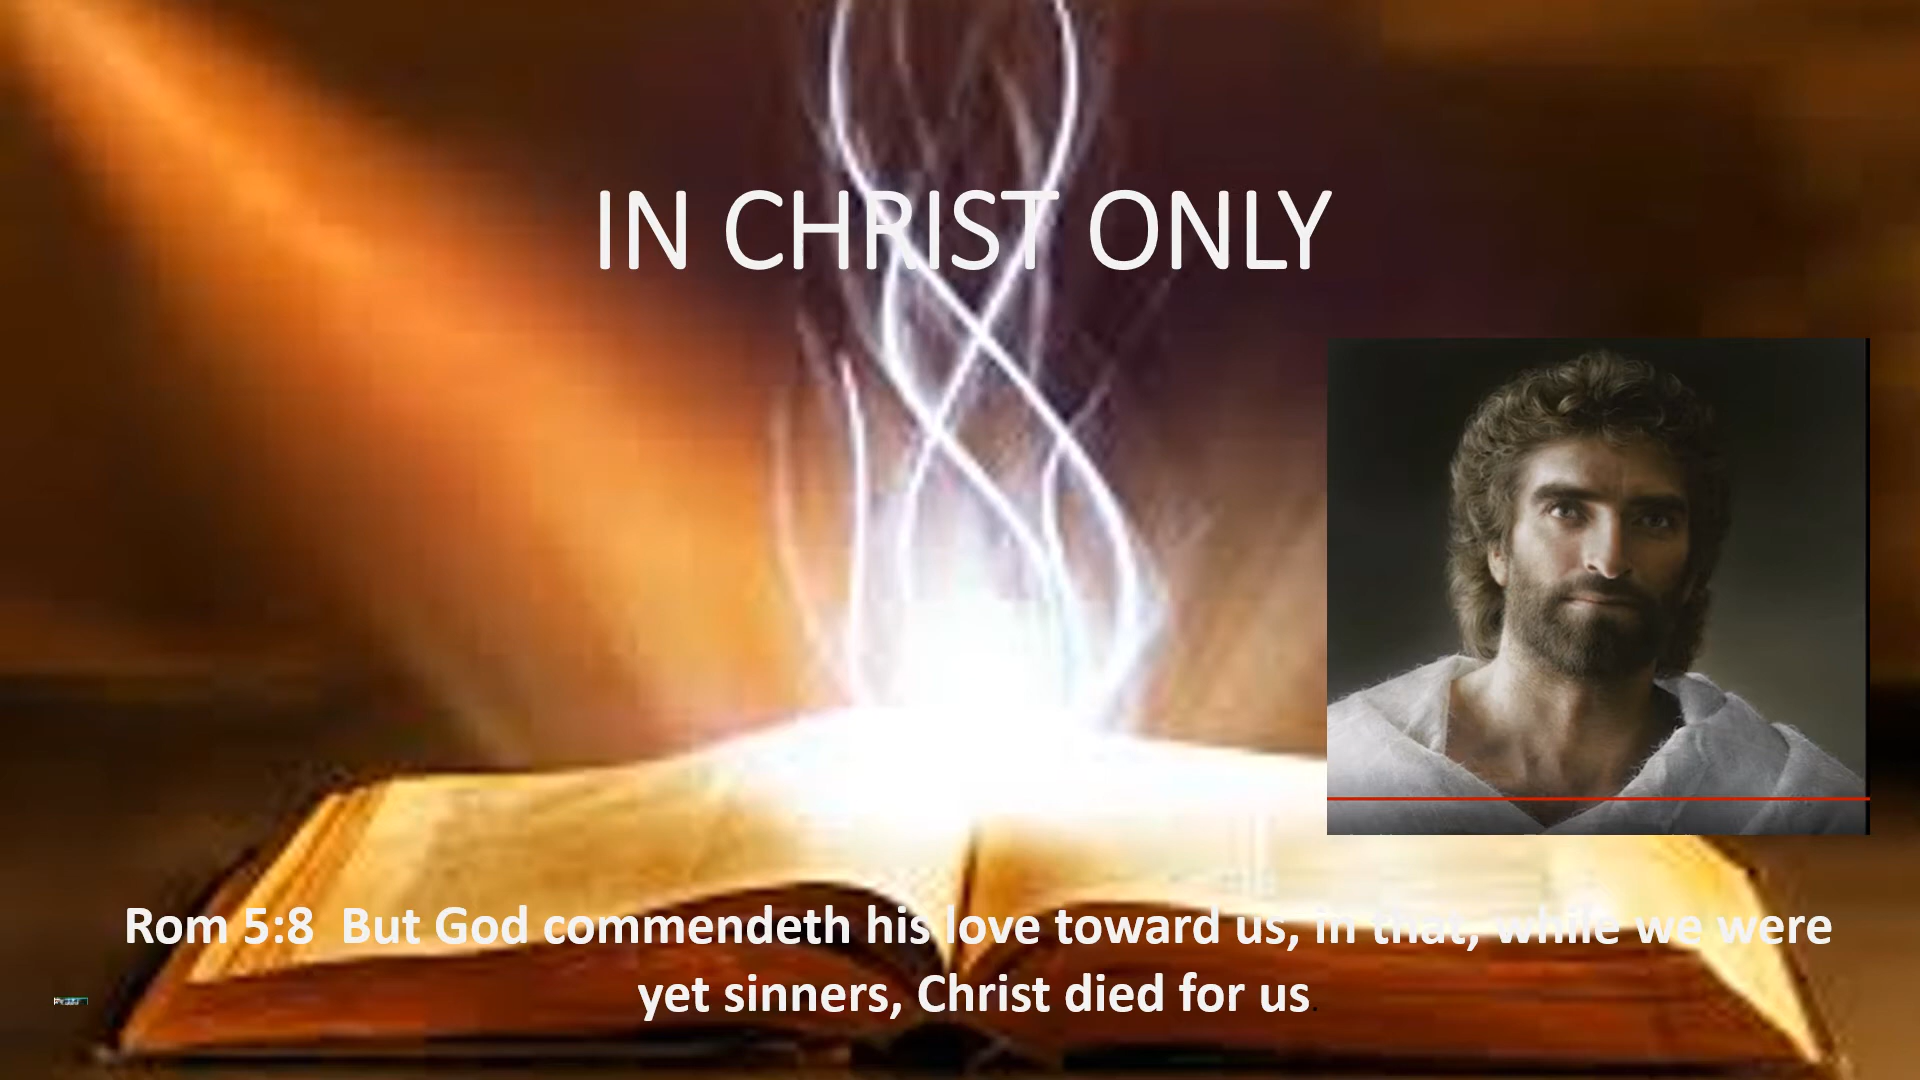 IN CHRIST ONLY
Rom 5:8  But God commendeth his love toward us, in that, while we were
yet sinners, Christ died for us.